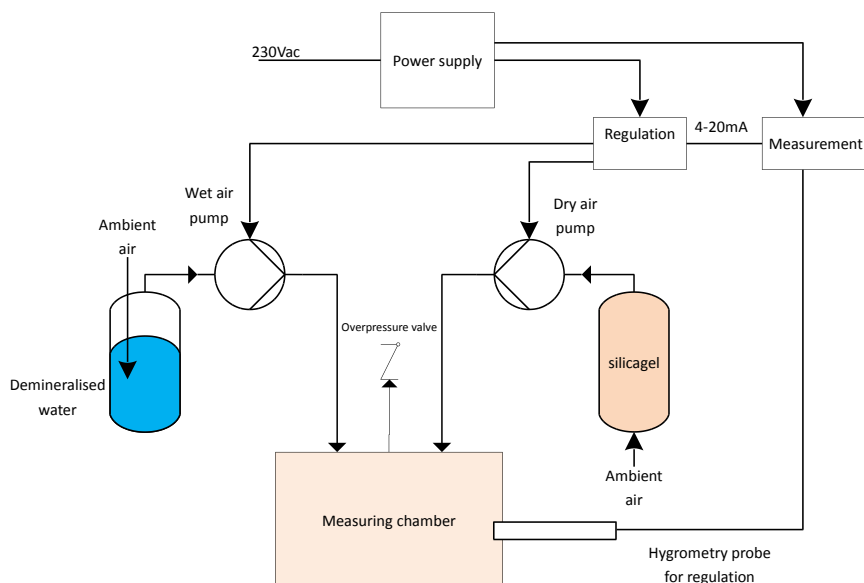 230Vac
Power supply
Regulation
4-20mA
Measurement
Wet air
pump
Dry air
pump
Ambient
air
Overpressure valve
silicagel
Demineralised
water
Ambient
air
Measuring chamber
Hygrometry probe
for regulation